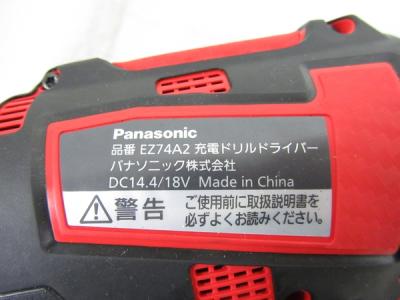 Panasonic
品番 EZ74A2 充電ドリルドライバー
パナソニック株式会社
DC14.4/18V Made in China
警告 ご使用前に取扱説明書を
必ずよくお読みください。